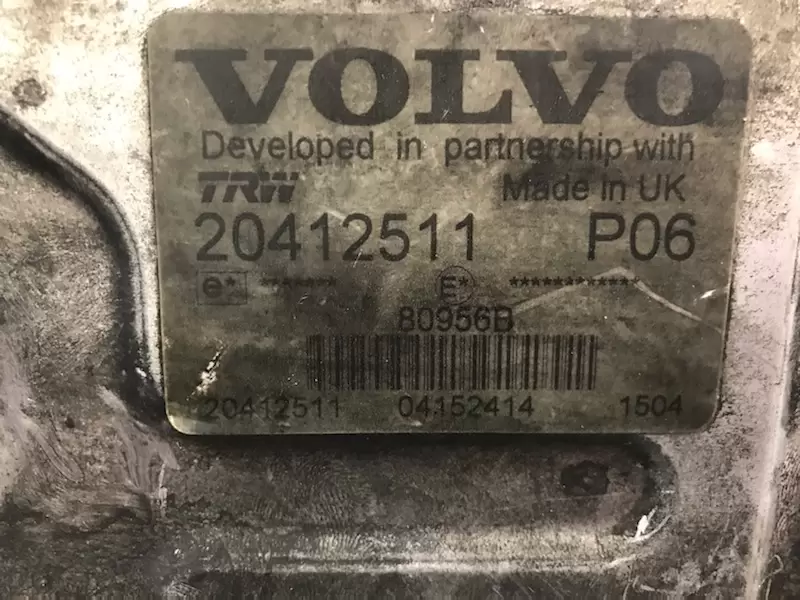 VOLVO
Developed in partnership with
TRW Made in UK
20412511 P06
e* ******* E* ************
80956B
20412511 04152414 1504